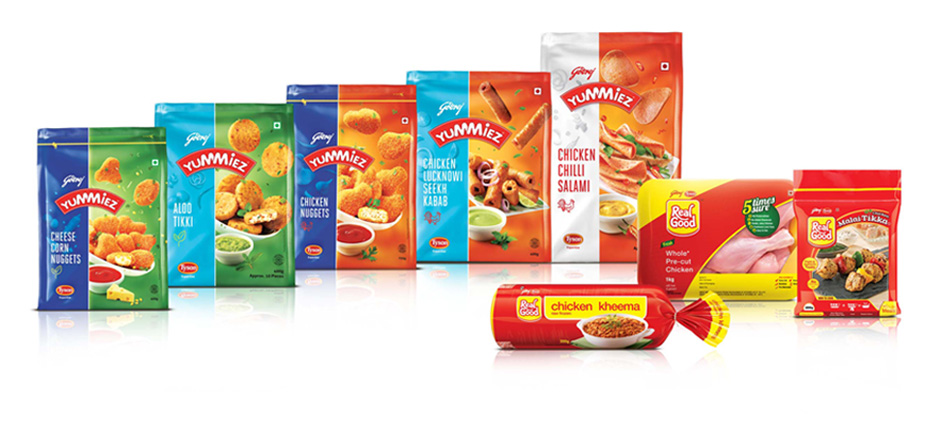 Godrej
YUMMiEZ
CHEESE
CORN
NUGGETS
Tyson
Godrej
YUMMiEZ
ALOO
TIKKI
Tyson
Godrej
YUMMiEZ
CHICKEN
NUGGETS
Tyson
Godrej
YUMMiEZ
CHICKEN
LUCKNOWI
SEEKH
KABAB
Tyson
Godrej
YUMMiEZ
CHICKEN
CHILLI
SALAMI
Tyson
Real
Good
5 times
sure
Whole
Pre-cut
Chicken
1kg
Real
Good
Malai Tikka
Real
Good
chicken kheema